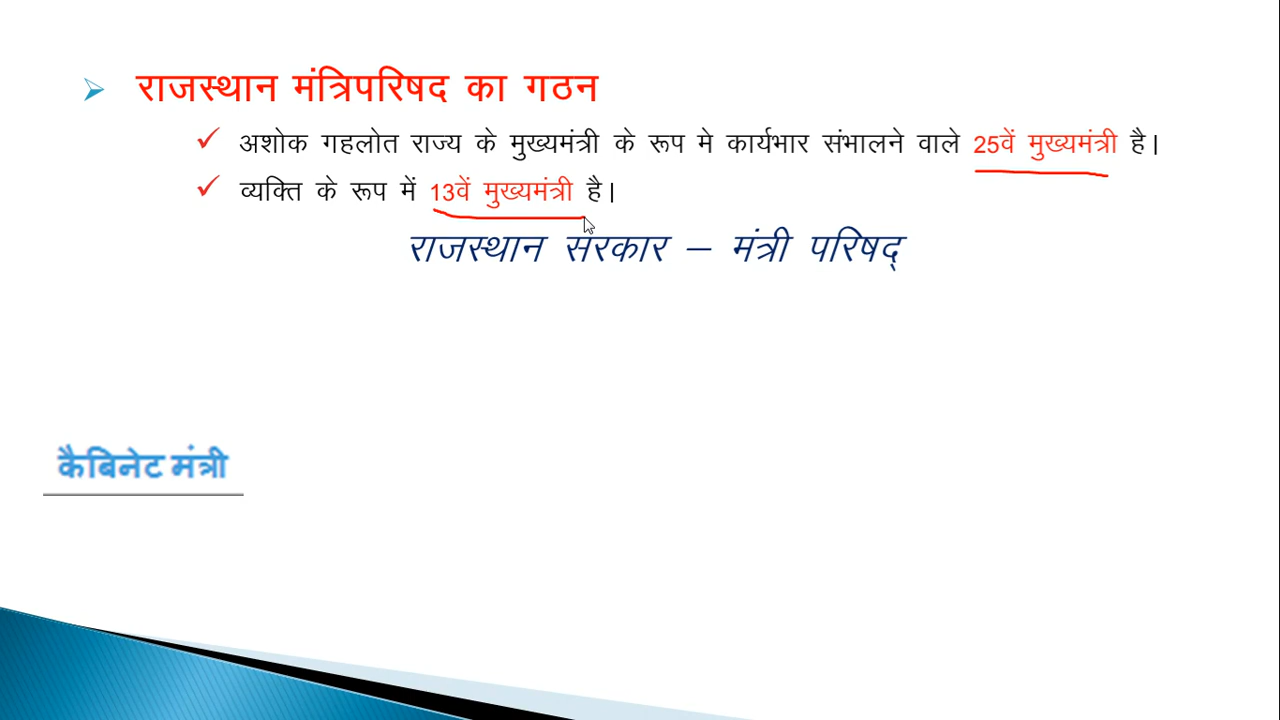 राजस्थान मंत्रिपरिषद का गठन
अशोक गहलोत राज्य के मुख्यमंत्री के रूप मे कार्यभार संभालने वाले 25वें मुख्यमंत्री है।
व्यक्ति के रूप में 13वें मुख्यमंत्री है।
राजस्थान सरकार – मंत्री परिषद्
कैबिनेट मंत्री